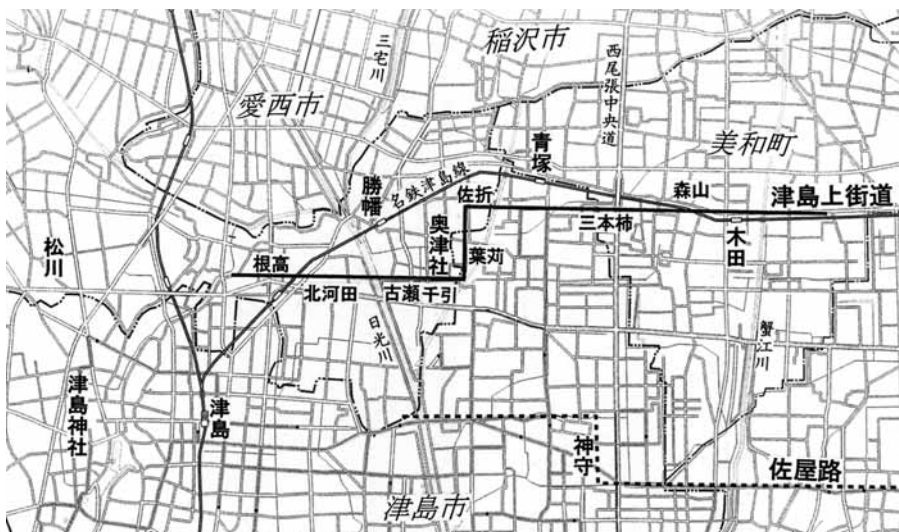 稲沢市
三宅川
西尾張中央道
愛西市
美和町
青塚
名鉄津島線
勝幡
佐折
森山
津島上街道
三本柿
木田
奥津社
葉苅
松川
根高
北河田
古瀬
千引
日光川
蟹江川
津島神社
津島
神守
佐屋路
津島市